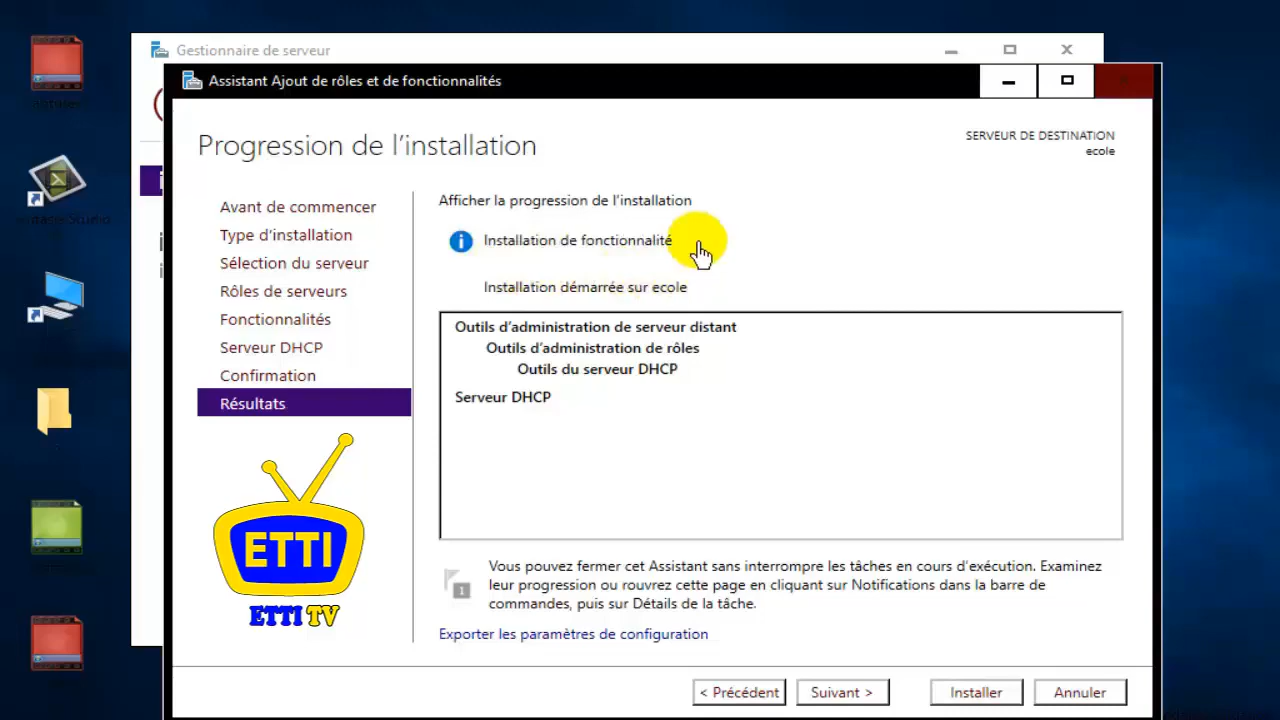 Gestionnaire de serveur
Assistant Ajout de rôles et de fonctionnalités
Progression de l'installation
SERVEUR DE DESTINATION
ecole
Avant de commencer
Type d'installation
Sélection du serveur
Rôles de serveurs
Fonctionnalités
Serveur DHCP
Confirmation
Résultats
Afficher la progression de l'installation
Installation de fonctionnalité
Installation démarrée sur ecole
Outils d'administration de serveur distant
Outils d'administration de rôles
Outils du serveur DHCP
Serveur DHCP
1
Vous pouvez fermer cet Assistant sans interrompre les tâches en cours d'exécution. Examinez
leur progression ou rouvrez cette page en cliquant sur Notifications dans la barre de
commandes, puis sur Détails de la tâche.
Exporter les paramètres de configuration
ETTI
ETTI TV
< Précédent
Suivant >
Installer
Annuler